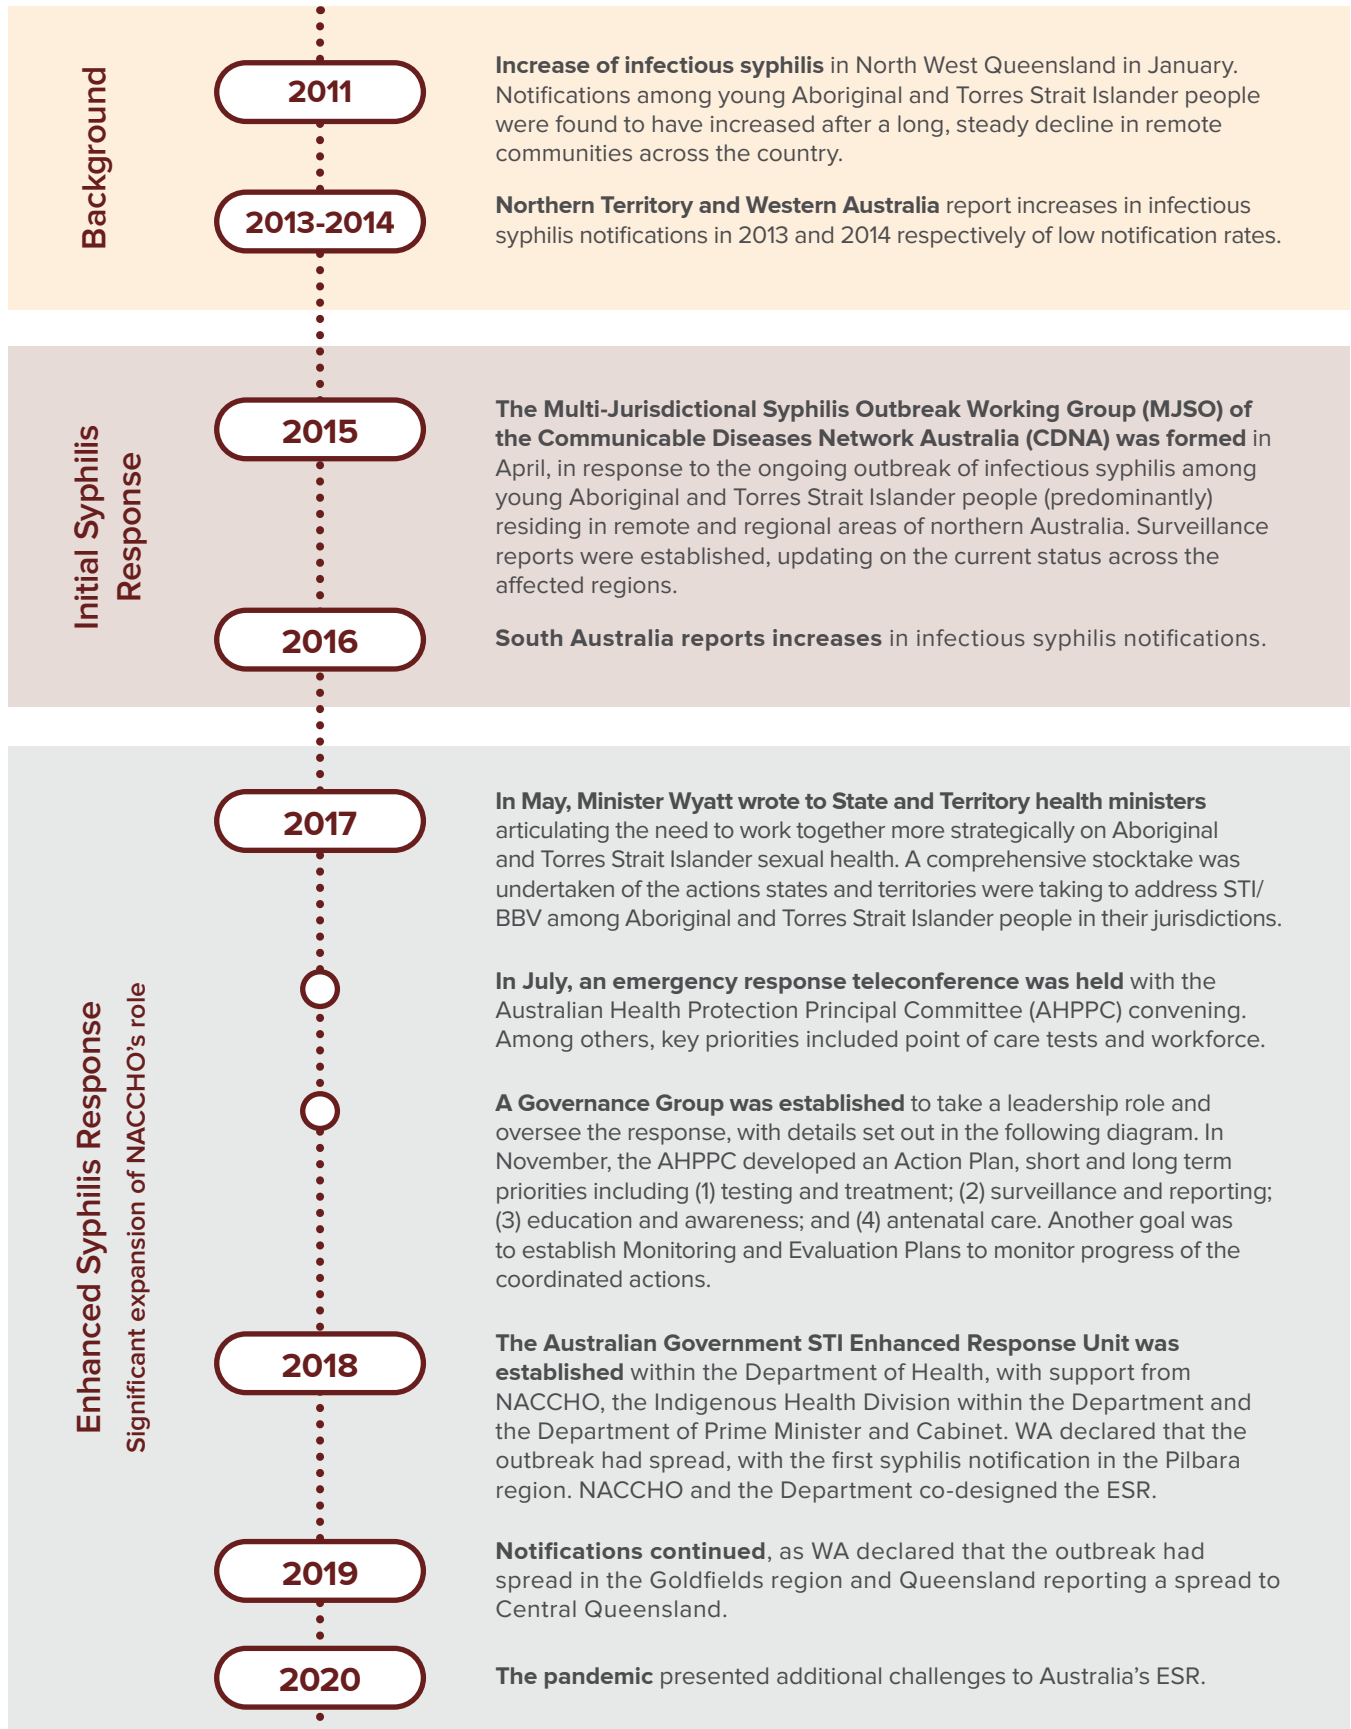 Background
2011
Increase of infectious syphilis in North West Queensland in January.
Notifications among young Aboriginal and Torres Strait Islander people
were found to have increased after a long, steady decline in remote
communities across the country.
2013-2014
Northern Territory and Western Australia report increases in infectious
syphilis notifications in 2013 and 2014 respectively of low notification rates.
Initial Syphilis
Response
2015
The Multi-Jurisdictional Syphilis Outbreak Working Group (MJSO) of
the Communicable Diseases Network Australia (CDNA) was formed in
April, in response to the ongoing outbreak of infectious syphilis among
young Aboriginal and Torres Strait Islander people (predominantly)
residing in remote and regional areas of northern Australia. Surveillance
reports were established, updating on the current status across the
affected regions.
2016
South Australia reports increases in infectious syphilis notifications.
Enhanced Syphilis Response
Significant expansion of NACCHO's role
2017
In May, Minister Wyatt wrote to State and Territory health ministers
articulating the need to work together more strategically on Aboriginal
and Torres Strait Islander sexual health. A comprehensive stocktake was
undertaken of the actions states and territories were taking to address STI/
BBV among Aboriginal and Torres Strait Islander people in their jurisdictions.
In July, an emergency response teleconference was held with the
Australian Health Protection Principal Committee (AHPPC) convening.
Among others, key priorities included point of care tests and workforce.
A Governance Group was established to take a leadership role and
oversee the response, with details set out in the following diagram. In
November, the AHPPC developed an Action Plan, short and long term
priorities including (1) testing and treatment; (2) surveillance and reporting;
(3) education and awareness; and (4) antenatal care. Another goal was
to establish Monitoring and Evaluation Plans to monitor progress of the
coordinated actions.
2018
The Australian Government STI Enhanced Response Unit was
established within the Department of Health, with support from
NACCHO, the Indigenous Health Division within the Department and
the Department of Prime Minister and Cabinet. WA declared that the
outbreak had spread, with the first syphilis notification in the Pilbara
region. NACCHO and the Department co-designed the ESR.
2019
Notifications continued, as WA declared that the outbreak had
spread in the Goldfields region and Queensland reporting a spread to
Central Queensland.
2020
The pandemic presented additional challenges to Australia's ESR.